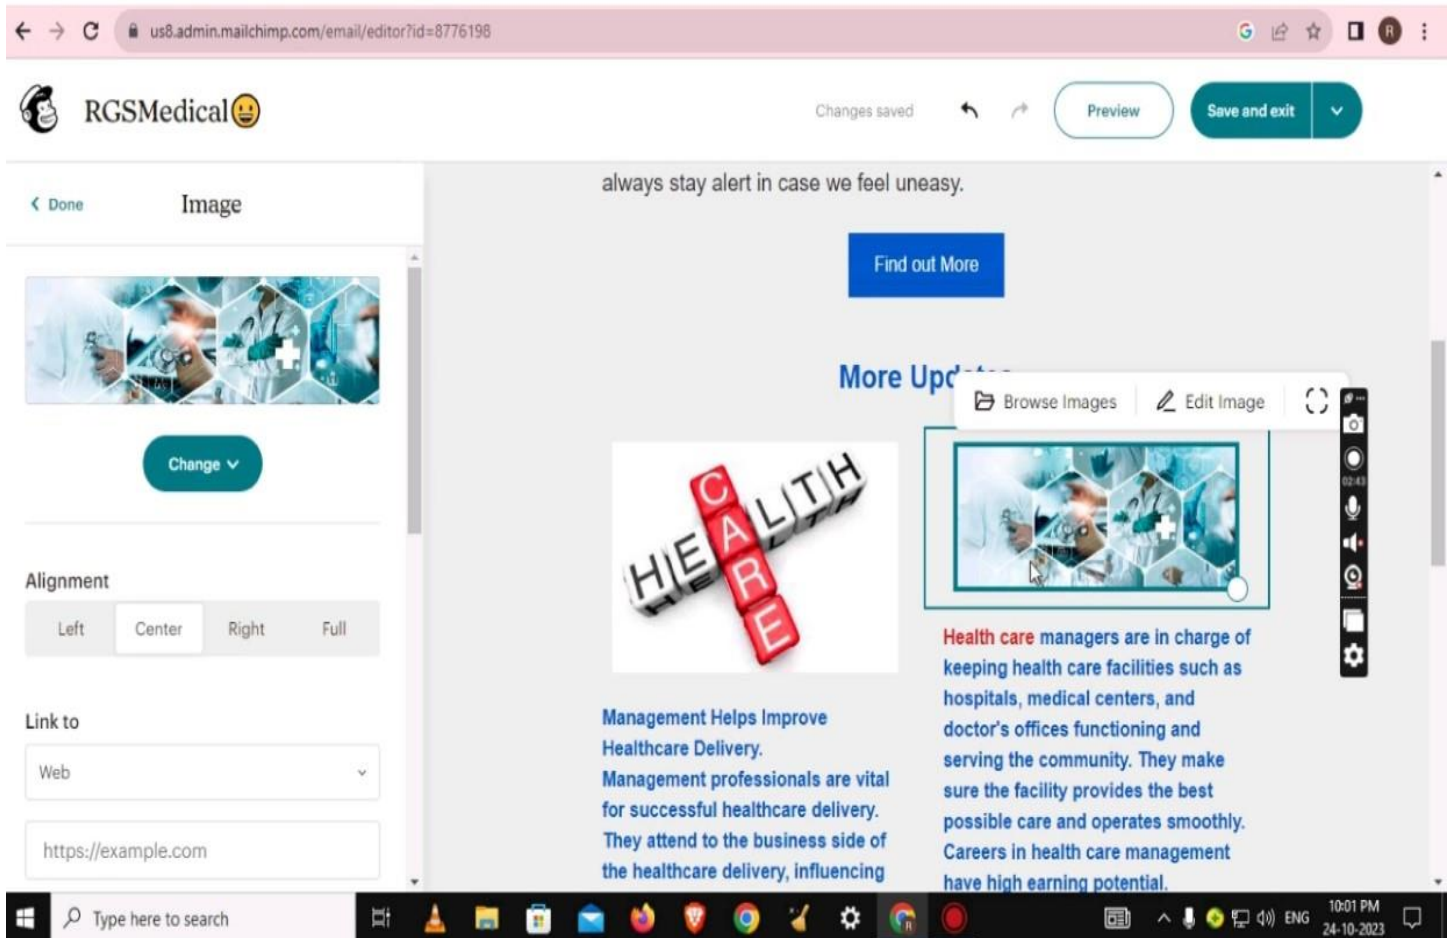 us8.admin.mailchimp.com/email/editor?id=8776198
R
RGSMedical😀
Changes saved
Preview
Save and exit
Done
Image
Change
Alignment
Left Center Right Full
Link to
Web
https://example.com
always stay alert in case we feel uneasy.
Find out More
More Upd
Browse Images
Edit Image
HEALTH
CARE
02:43
Management Helps Improve
Healthcare Delivery.
Management professionals are vital
for successful healthcare delivery.
They attend to the business side of
the healthcare delivery, influencing
Health care managers are in charge of
keeping health care facilities such as
hospitals, medical centers, and
doctor's offices functioning and
serving the community. They make
sure the facility provides the best
possible care and operates smoothly.
Careers in health care management
have high earning potential.
Type here to search
ENG
10:01 PM
24-10-2023